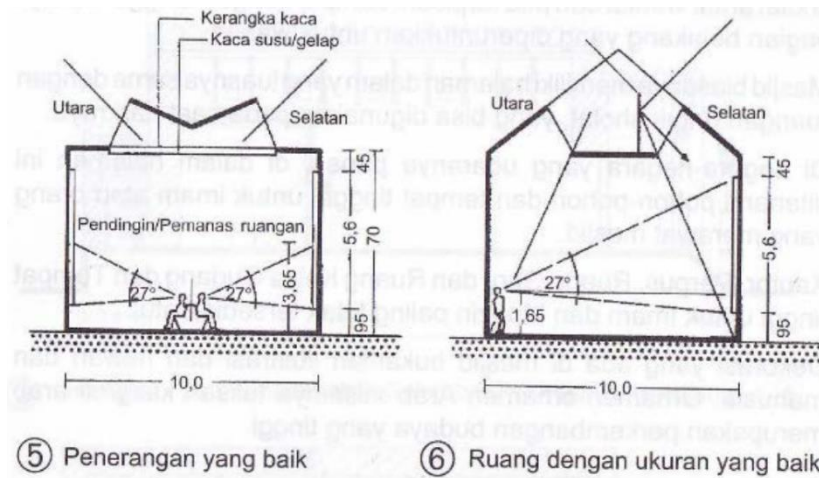 Kerangka kaca
Kaca susu/gelap
Utara
Selatan
Pendingin/Pemanas ruangan
27°
27°
3,65
45
5,6
70
95
10,0
⑤ Penerangan yang baik
Utara
Selatan
27°
1,65
45
5,6
95
10,0
⑥ Ruang dengan ukuran yang baik